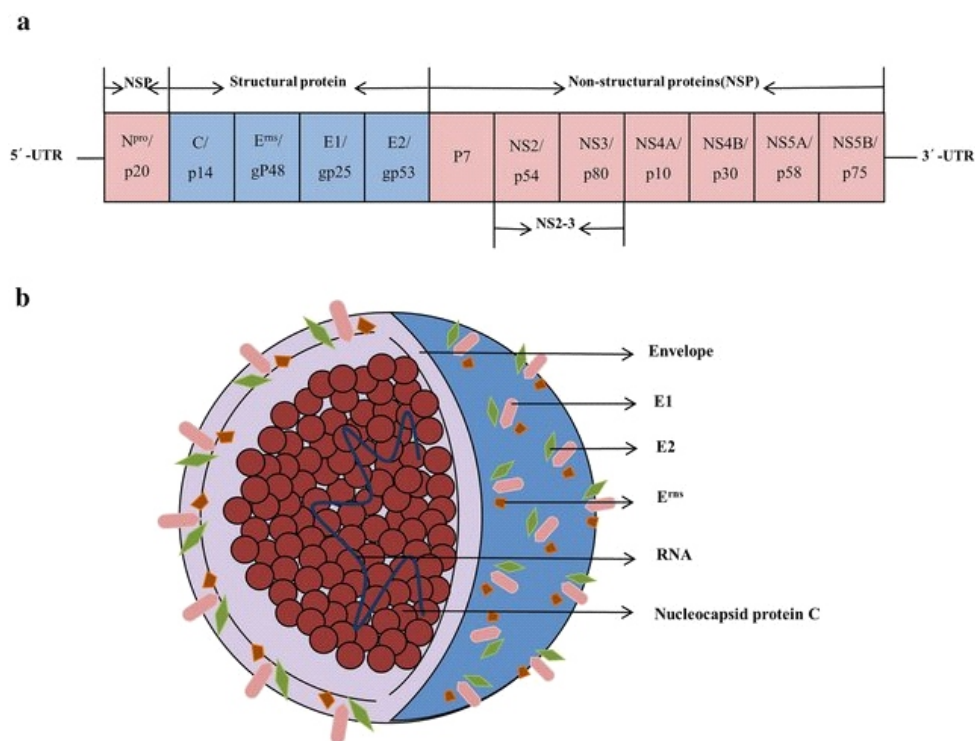 a
NSP Structural protein Non-structural proteins(NSP)
5´-UTR
Nᵖʳᵒ/
p20
C/
p14
Eʳⁿˢ/
gP48
E1/
gp25
E2/
gp53
P7
NS2/
p54
NS3/
p80
NS4A/
p10
NS4B/
p30
NS5A/
p58
NS5B/
p75
3´-UTR
NS2-3
b
Envelope
E1
E2
Eʳⁿˢ
RNA
Nucleocapsid protein C